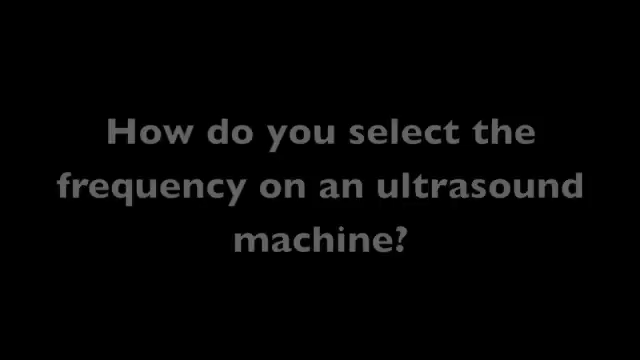 How do you select the
frequency on an ultrasound
machine?